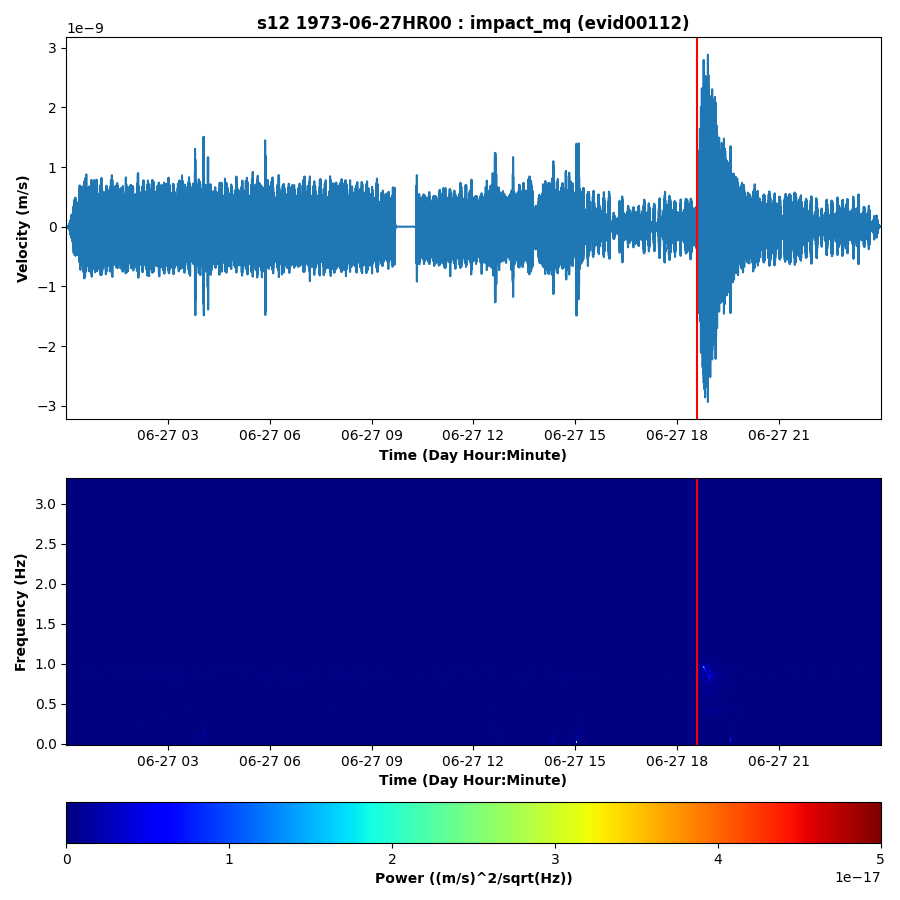 s12 1973-06-27HR00 : impact_mq (evid00112)
1e−9
3
2
1
0
−1
−2
−3
Velocity (m/s)
06-27 03 06-27 06 06-27 09 06-27 12 06-27 15 06-27 18 06-27 21
Time (Day Hour:Minute)
3.0
2.5
2.0
1.5
1.0
0.5
0.0
Frequency (Hz)
06-27 03 06-27 06 06-27 09 06-27 12 06-27 15 06-27 18 06-27 21
Time (Day Hour:Minute)
0 1 2 3 4 5
1e−17
Power ((m/s)^2/sqrt(Hz))